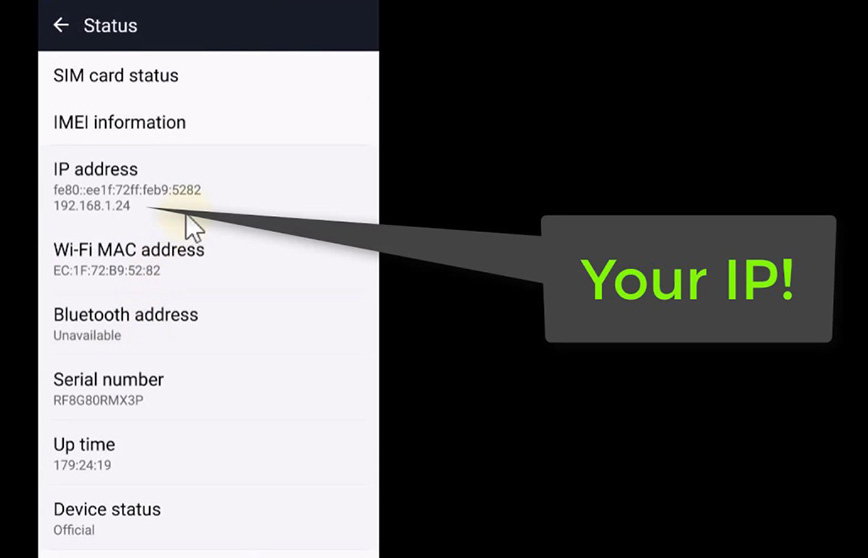 Status
SIM card status
IMEI information
IP address
fe80::ee1f:72ff:feb9:5282
192.168.1.24
Wi-Fi MAC address
EC:1F:72:B9:52:82
Bluetooth address
Unavailable
Serial number
RF8G80RMX3P
Up time
179:24:19
Device status
Official
Your IP!